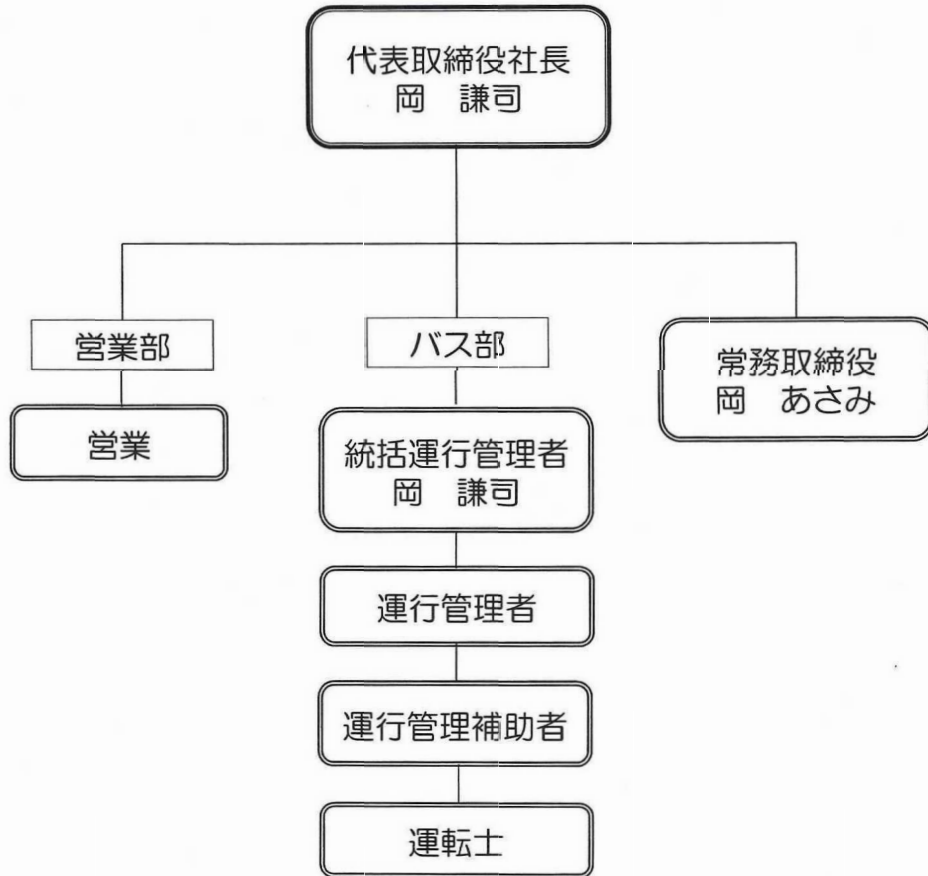 代表取締役社長
岡　謙司
営業部
バス部
常務取締役
岡　あさみ
営業
統括運行管理者
岡　謙司
運行管理者
運行管理補助者
運転士